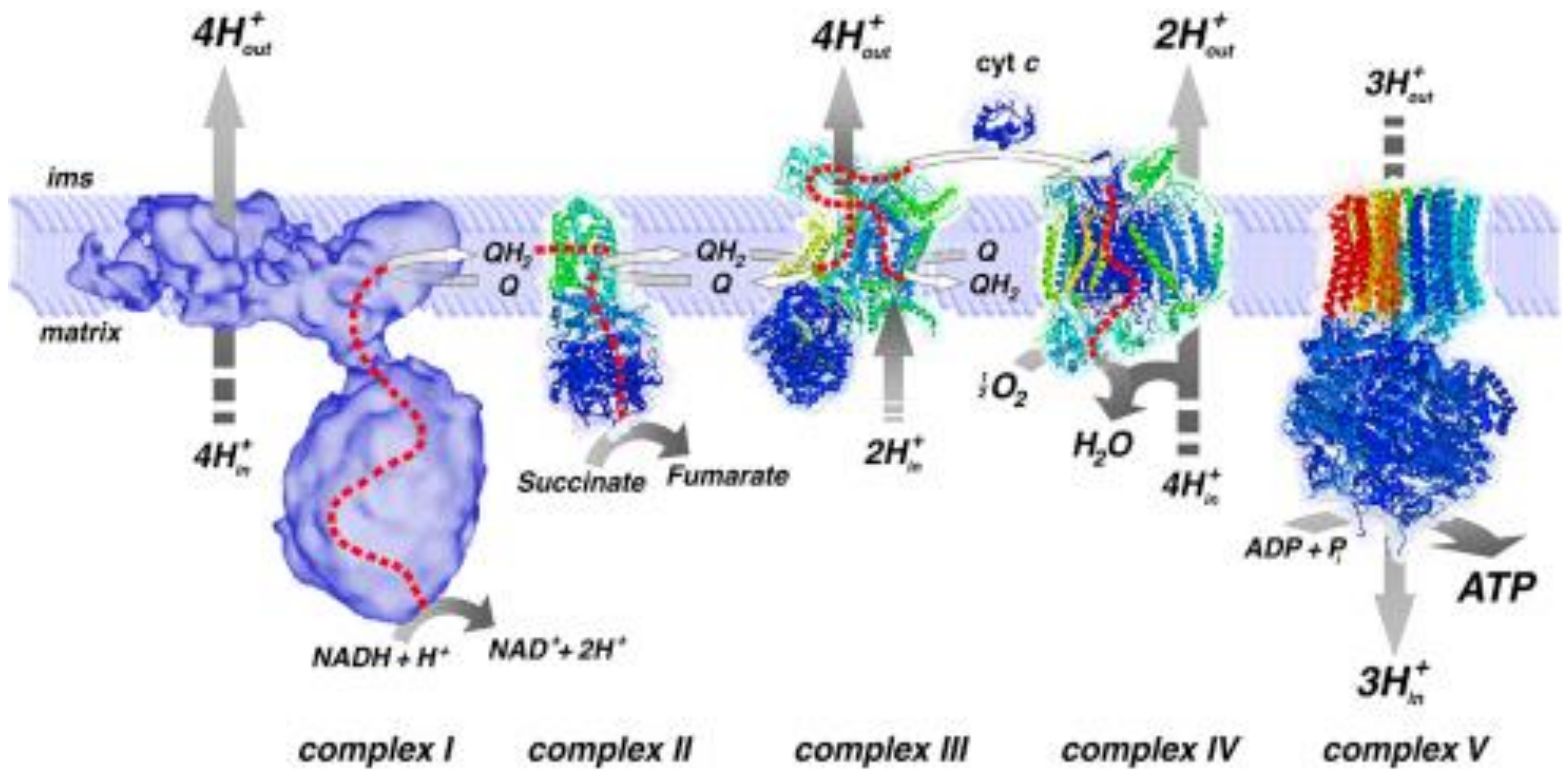 4H⁺out
4H⁺out
2H⁺out
cyt c
3H⁺out
ims
QH₂
QH₂
Q
Q
Q
QH₂
matrix
½O₂
4H⁺in
2H⁺in
H₂O
4H⁺in
Succinate
Fumarate
ADP + Pi
ATP
NADH + H⁺
NAD⁺+ 2H⁺
3H⁺in
complex I
complex II
complex III
complex IV
complex V